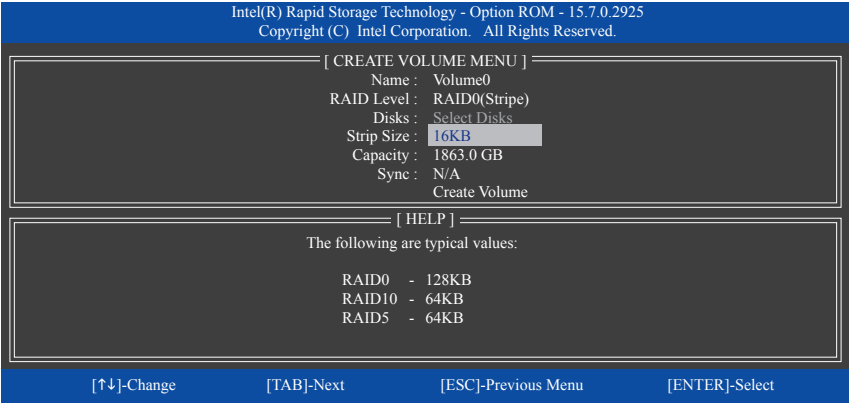 Intel(R) Rapid Storage Technology - Option ROM - 15.7.0.2925
Copyright (C) Intel Corporation. All Rights Reserved.
[ CREATE VOLUME MENU ]
Name : Volume0
RAID Level : RAID0(Stripe)
Disks : Select Disks
Strip Size : 16KB
Capacity : 1863.0 GB
Sync : N/A
Create Volume
[ HELP ]
The following are typical values:
RAID0 - 128KB
RAID10 - 64KB
RAID5 - 64KB
[↑↓]-Change [TAB]-Next [ESC]-Previous Menu [ENTER]-Select